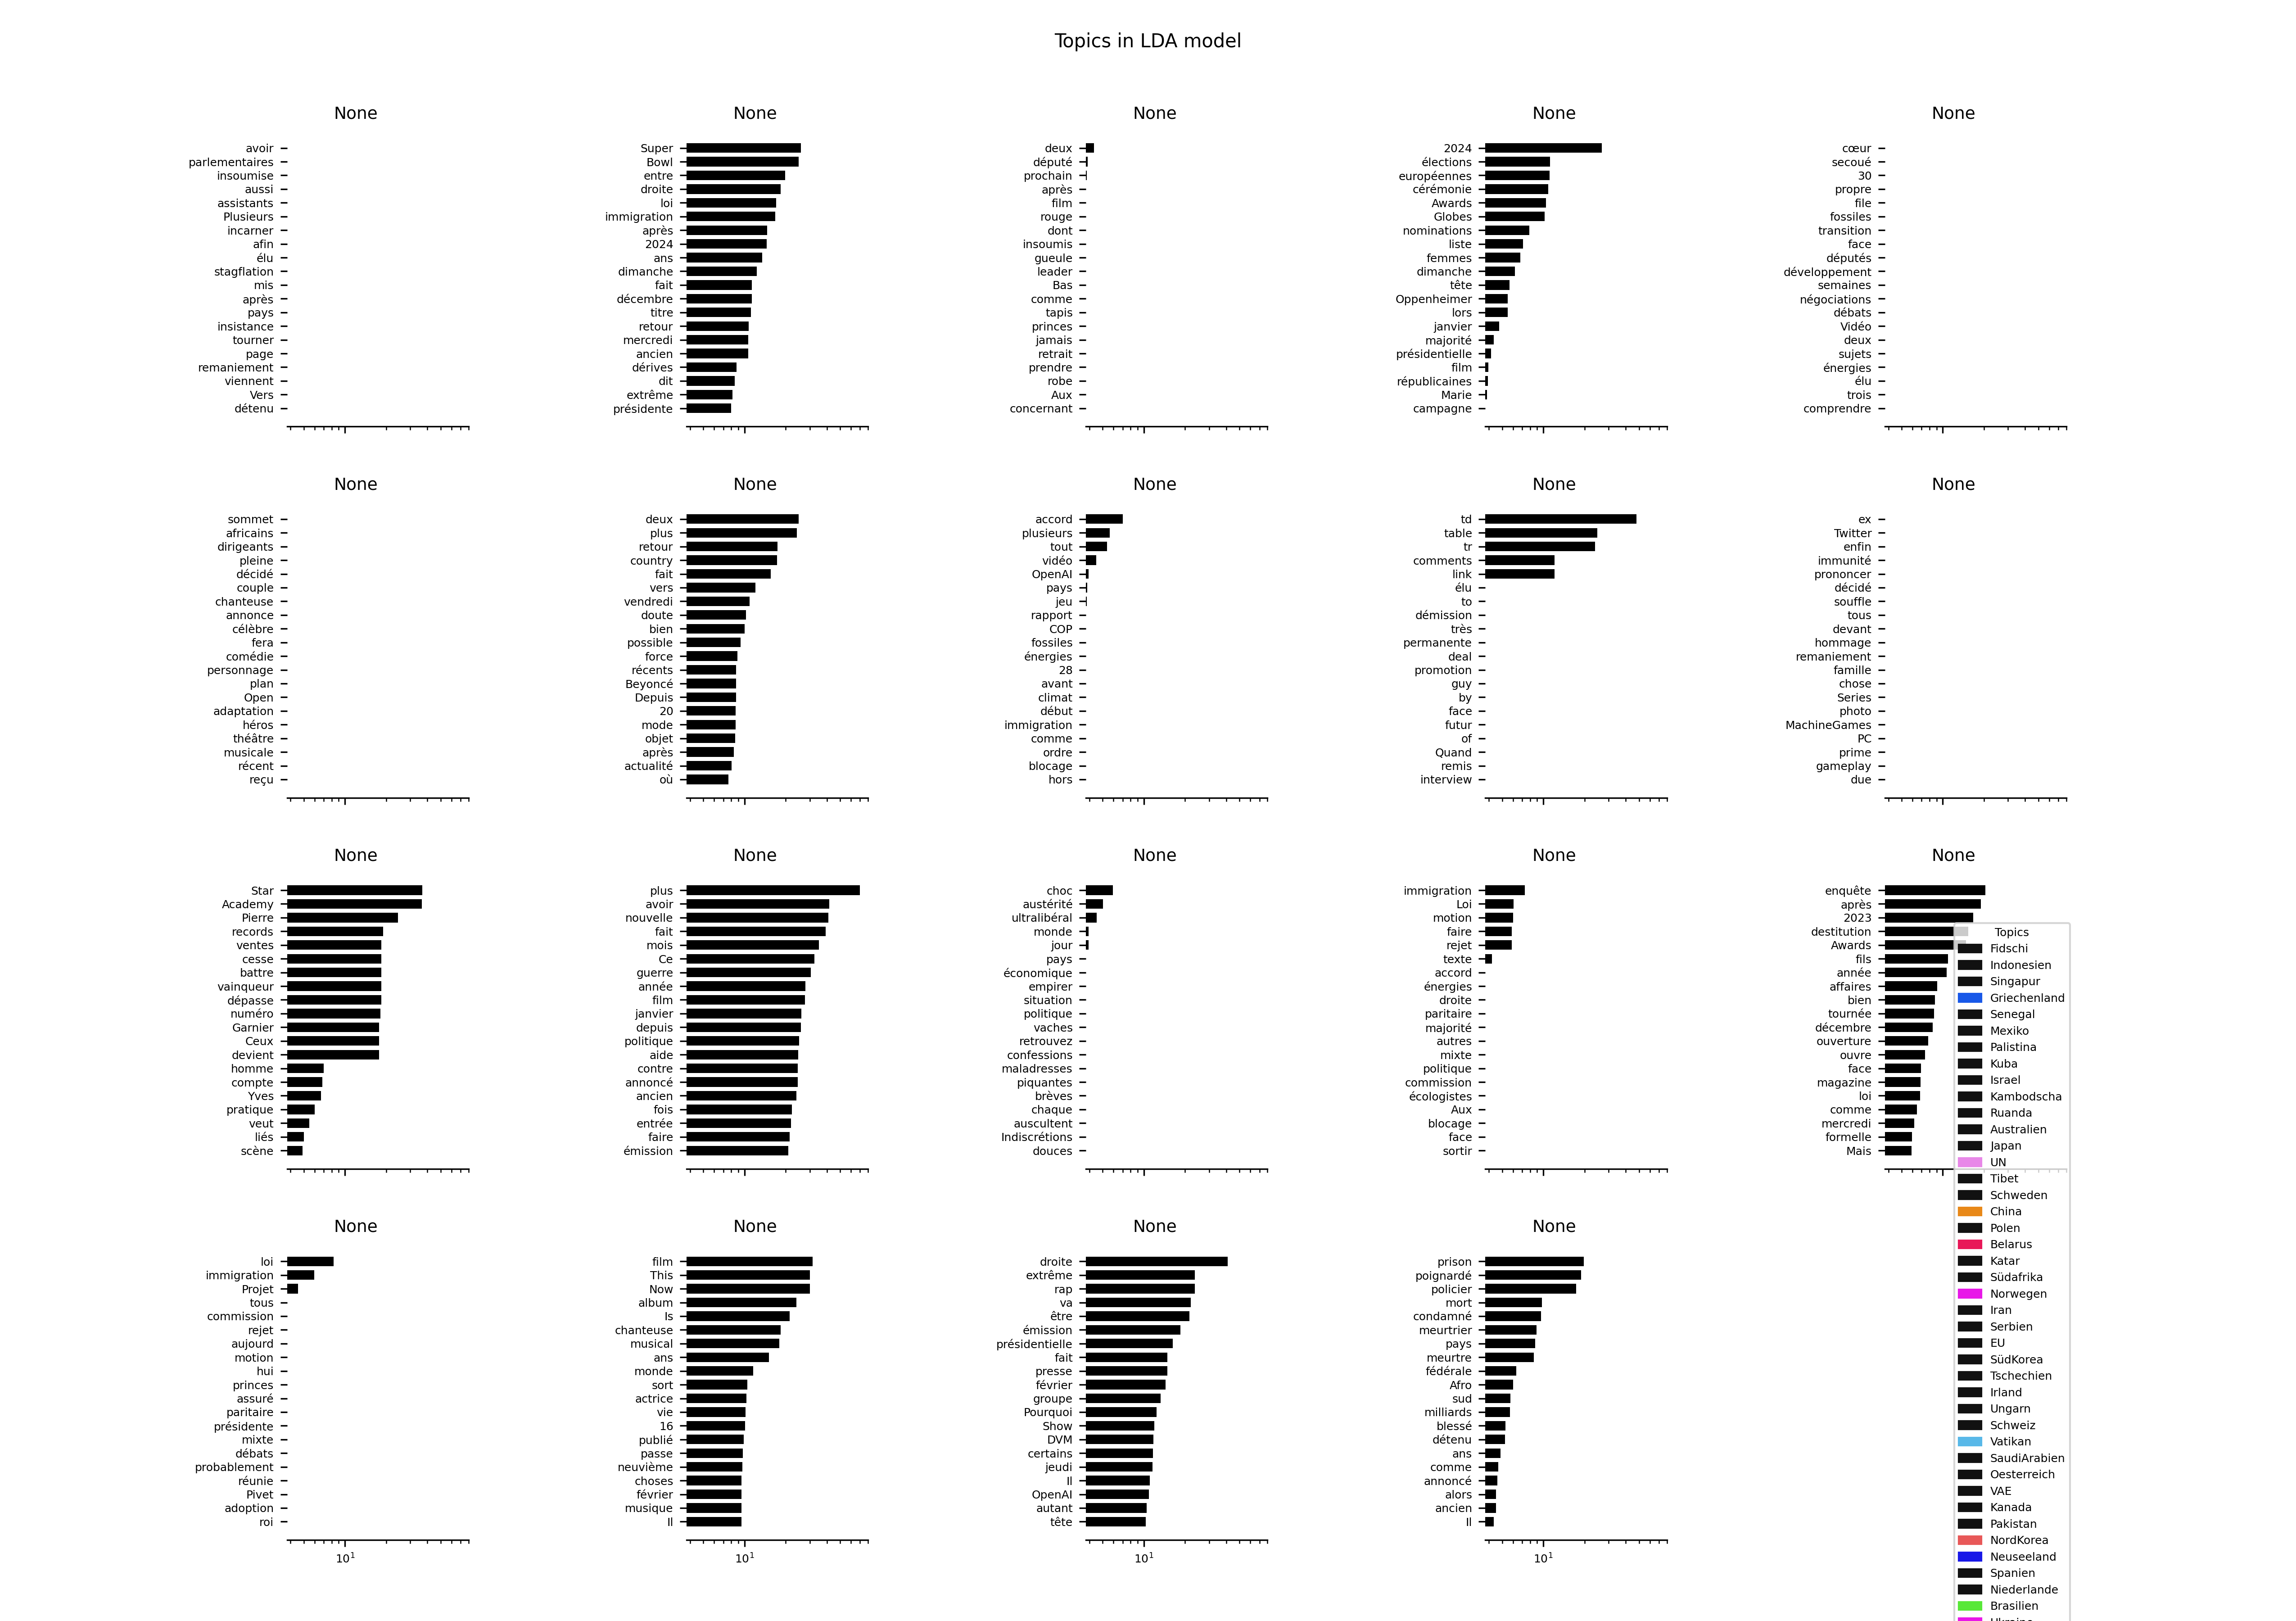 Topics in LDA model
None
avoir
parlementaires
insoumise
aussi
assistants
Plusieurs
incarner
afin
élu
stagflation
mis
après
pays
insistance
tourner
page
remaniement
viennent
Vers
détenu
None
Super
Bowl
entre
droite
loi
immigration
après
2024
ans
dimanche
fait
décembre
titre
retour
mercredi
ancien
dérives
dit
extrême
présidente
None
deux
député
prochain
après
film
rouge
dont
insoumis
gueule
leader
Bas
comme
tapis
princes
jamais
retrait
prendre
robe
Aux
concernant
None
2024
élections
européennes
cérémonie
Awards
Globes
nominations
liste
femmes
dimanche
tête
Oppenheimer
lors
janvier
majorité
présidentielle
film
républicaines
Marie
campagne
None
cœur
secoué
30
propre
file
fossiles
transition
face
députés
développement
semaines
négociations
débats
Vidéo
deux
sujets
énergies
élu
trois
comprendre
None
sommet
africains
dirigeants
pleine
décidé
couple
chanteuse
annonce
célèbre
fera
comédie
personnage
plan
Open
adaptation
héros
théâtre
musicale
récent
reçu
None
deux
plus
retour
country
fait
vers
vendredi
doute
bien
possible
force
récents
Beyoncé
Depuis
20
mode
objet
après
actualité
où
None
accord
plusieurs
tout
vidéo
OpenAI
pays
jeu
rapport
COP
fossiles
énergies
28
avant
climat
début
immigration
comme
ordre
blocage
hors
None
td
table
tr
comments
link
élu
to
démission
très
permanente
deal
promotion
guy
by
face
futur
of
Quand
remis
interview
None
ex
Twitter
enfin
immunité
prononcer
décidé
souffle
tous
devant
hommage
remaniement
famille
chose
Series
photo
MachineGames
PC
prime
gameplay
due
None
Star
Academy
Pierre
records
ventes
cesse
battre
vainqueur
dépasse
numéro
Garnier
Ceux
devient
homme
compte
Yves
pratique
veut
liés
scène
None
plus
avoir
nouvelle
fait
mois
Ce
guerre
année
film
janvier
depuis
politique
aide
contre
annoncé
ancien
fois
entrée
faire
émission
None
choc
austérité
ultralibéral
monde
jour
pays
économique
empirer
situation
politique
vaches
retrouvez
confessions
maladresses
piquantes
brèves
chaque
auscultent
Indiscrétions
douces
None
immigration
Loi
motion
faire
rejet
texte
accord
énergies
droite
paritaire
majorité
autres
mixte
politique
commission
écologistes
Aux
blocage
face
sortir
None
enquête
après
2023
destitution
Awards
fils
année
affaires
bien
tournée
décembre
ouverture
ouvre
face
magazine
loi
comme
mercredi
formelle
Mais
None
loi
immigration
Projet
tous
commission
rejet
aujourd
motion
hui
princes
assuré
paritaire
présidente
mixte
débats
probablement
réunie
Pivet
adoption
roi
10¹
None
film
This
Now
album
Is
chanteuse
musical
ans
monde
sort
actrice
vie
16
publié
passe
neuvième
choses
février
musique
Il
10¹
None
droite
extrême
rap
va
être
émission
présidentielle
fait
presse
février
groupe
Pourquoi
Show
DVM
certains
jeudi
Il
OpenAI
autant
tête
10¹
None
prison
poignardé
policier
mort
condamné
meurtrier
pays
meurtre
fédérale
Afro
sud
milliards
blessé
détenu
ans
comme
annoncé
alors
ancien
Il
10¹
Topics
Fidschi
Indonesien
Singapur
Griechenland
Senegal
Mexiko
Palistina
Kuba
Israel
Kambodscha
Ruanda
Australien
Japan
UN
Tibet
Schweden
China
Polen
Belarus
Katar
Südafrika
Norwegen
Iran
Serbien
EU
SüdKorea
Tschechien
Irland
Ungarn
Schweiz
Vatikan
SaudiArabien
Oesterreich
VAE
Kanada
Pakistan
NordKorea
Neuseeland
Spanien
Niederlande
Brasilien